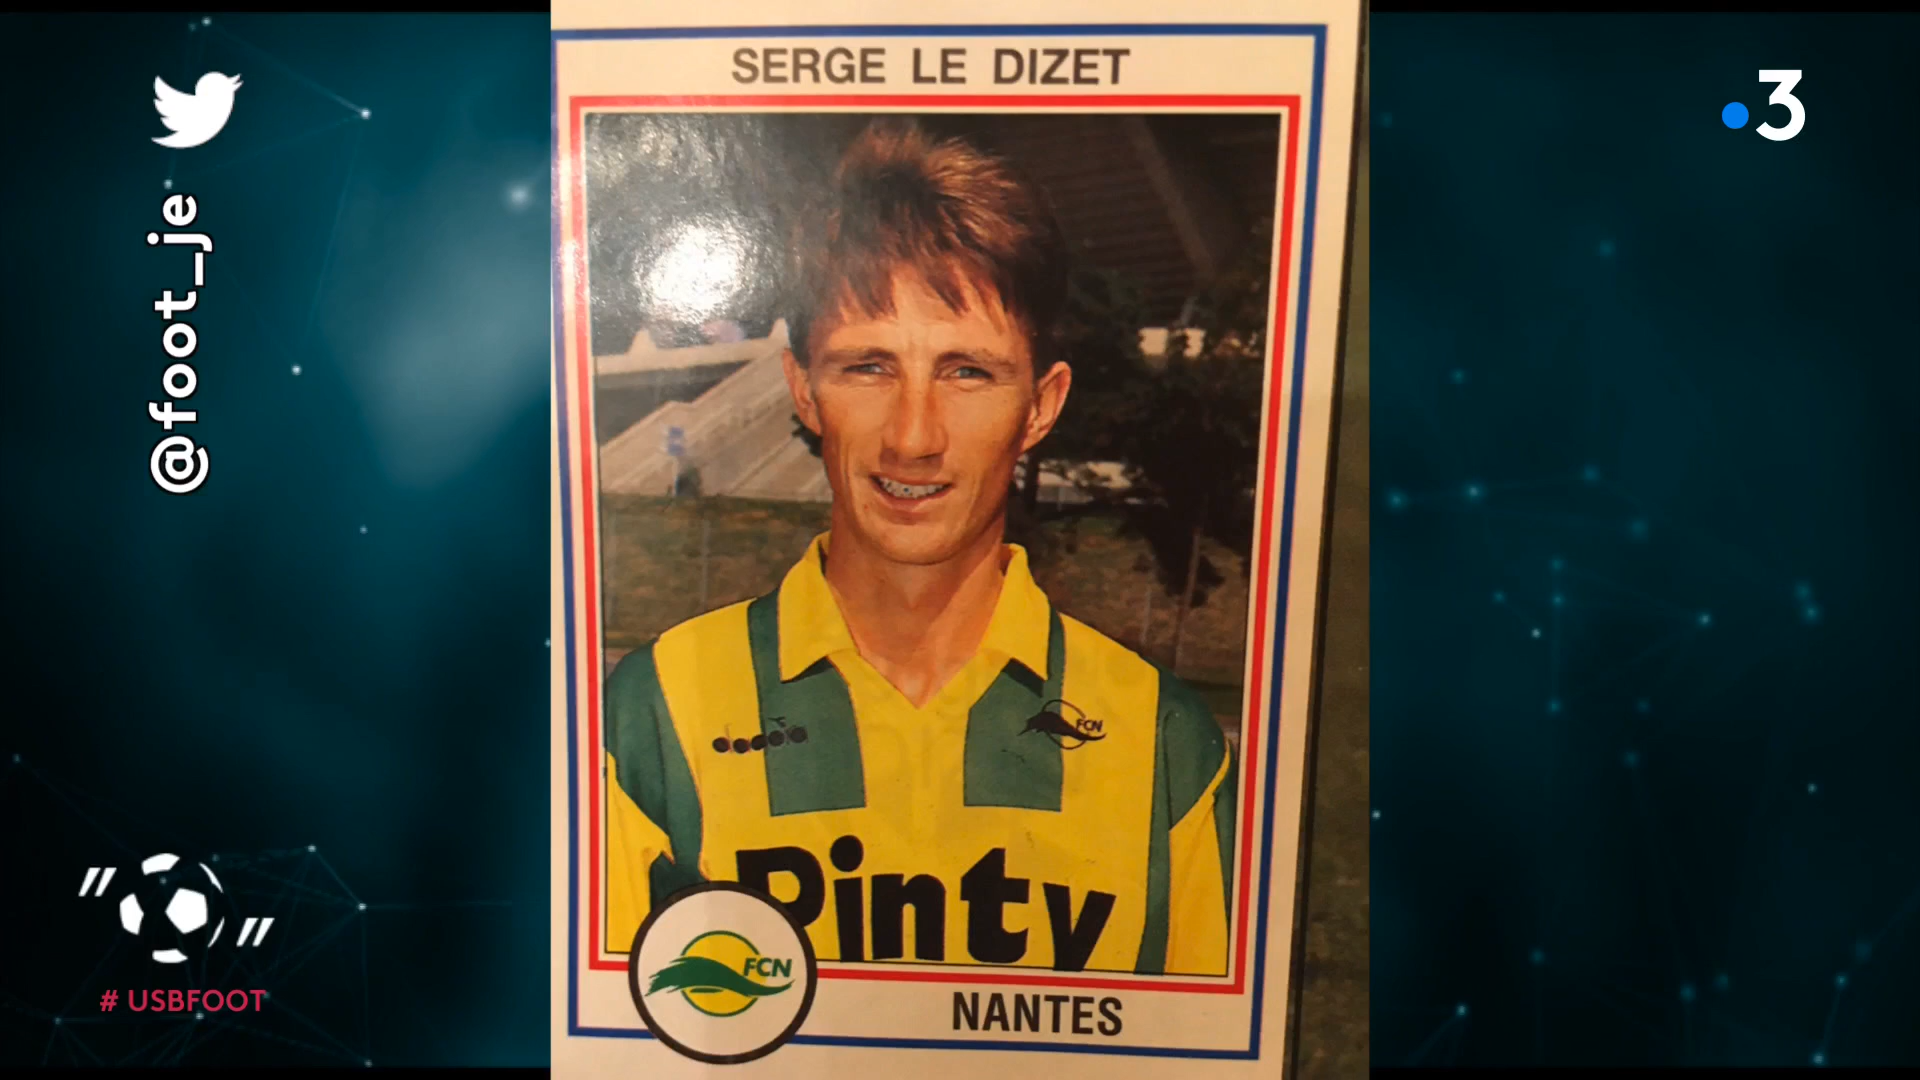 @foot_je
3
SERGE LE DIZET
diadora
FCN
Pinty
FCN
NANTES
" "
# USBFOOT